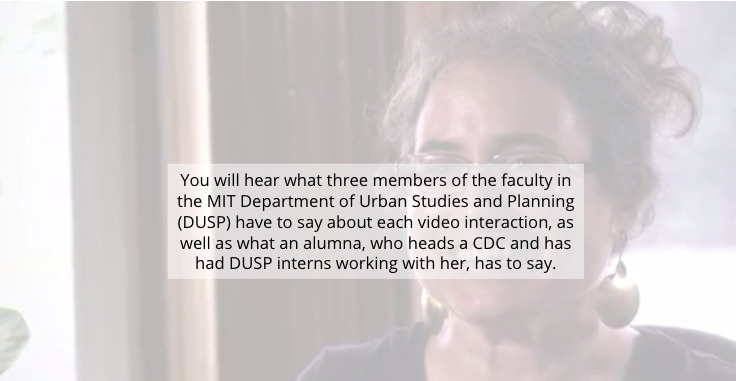 You will hear what three members of the faculty in
the MIT Department of Urban Studies and Planning
(DUSP) have to say about each video interaction, as
well as what an alumna, who heads a CDC and has
had DUSP interns working with her, has to say.